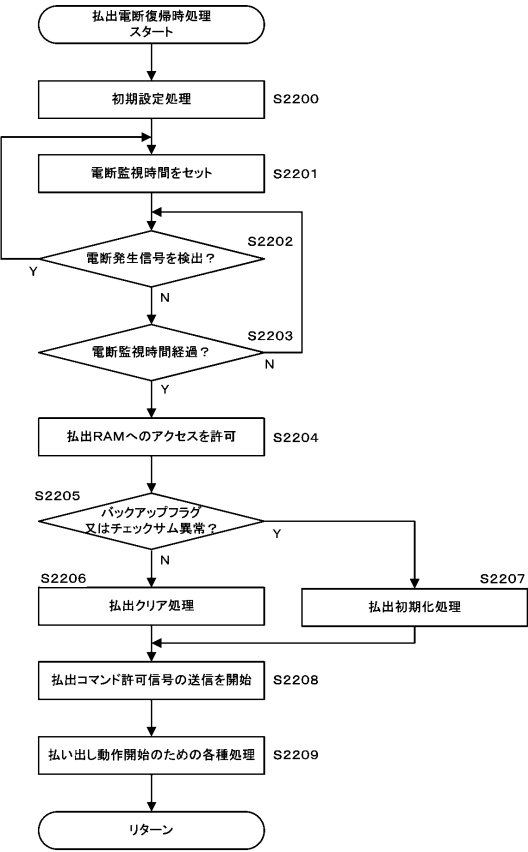 払出電断復帰時処理
スタート
初期設定処理
S2200
電断監視時間をセット
S2201
S2202
電断発生信号を検出？
Y
N
S2203
電断監視時間経過？
N
Y
払出RAMへのアクセスを許可
S2204
S2205
バックアップフラグ
又はチェックサム異常？
Y
N
S2206
払出クリア処理
S2207
払出初期化処理
払出コマンド許可信号の送信を開始
S2208
払い出し動作開始のための各種処理
S2209
リターン